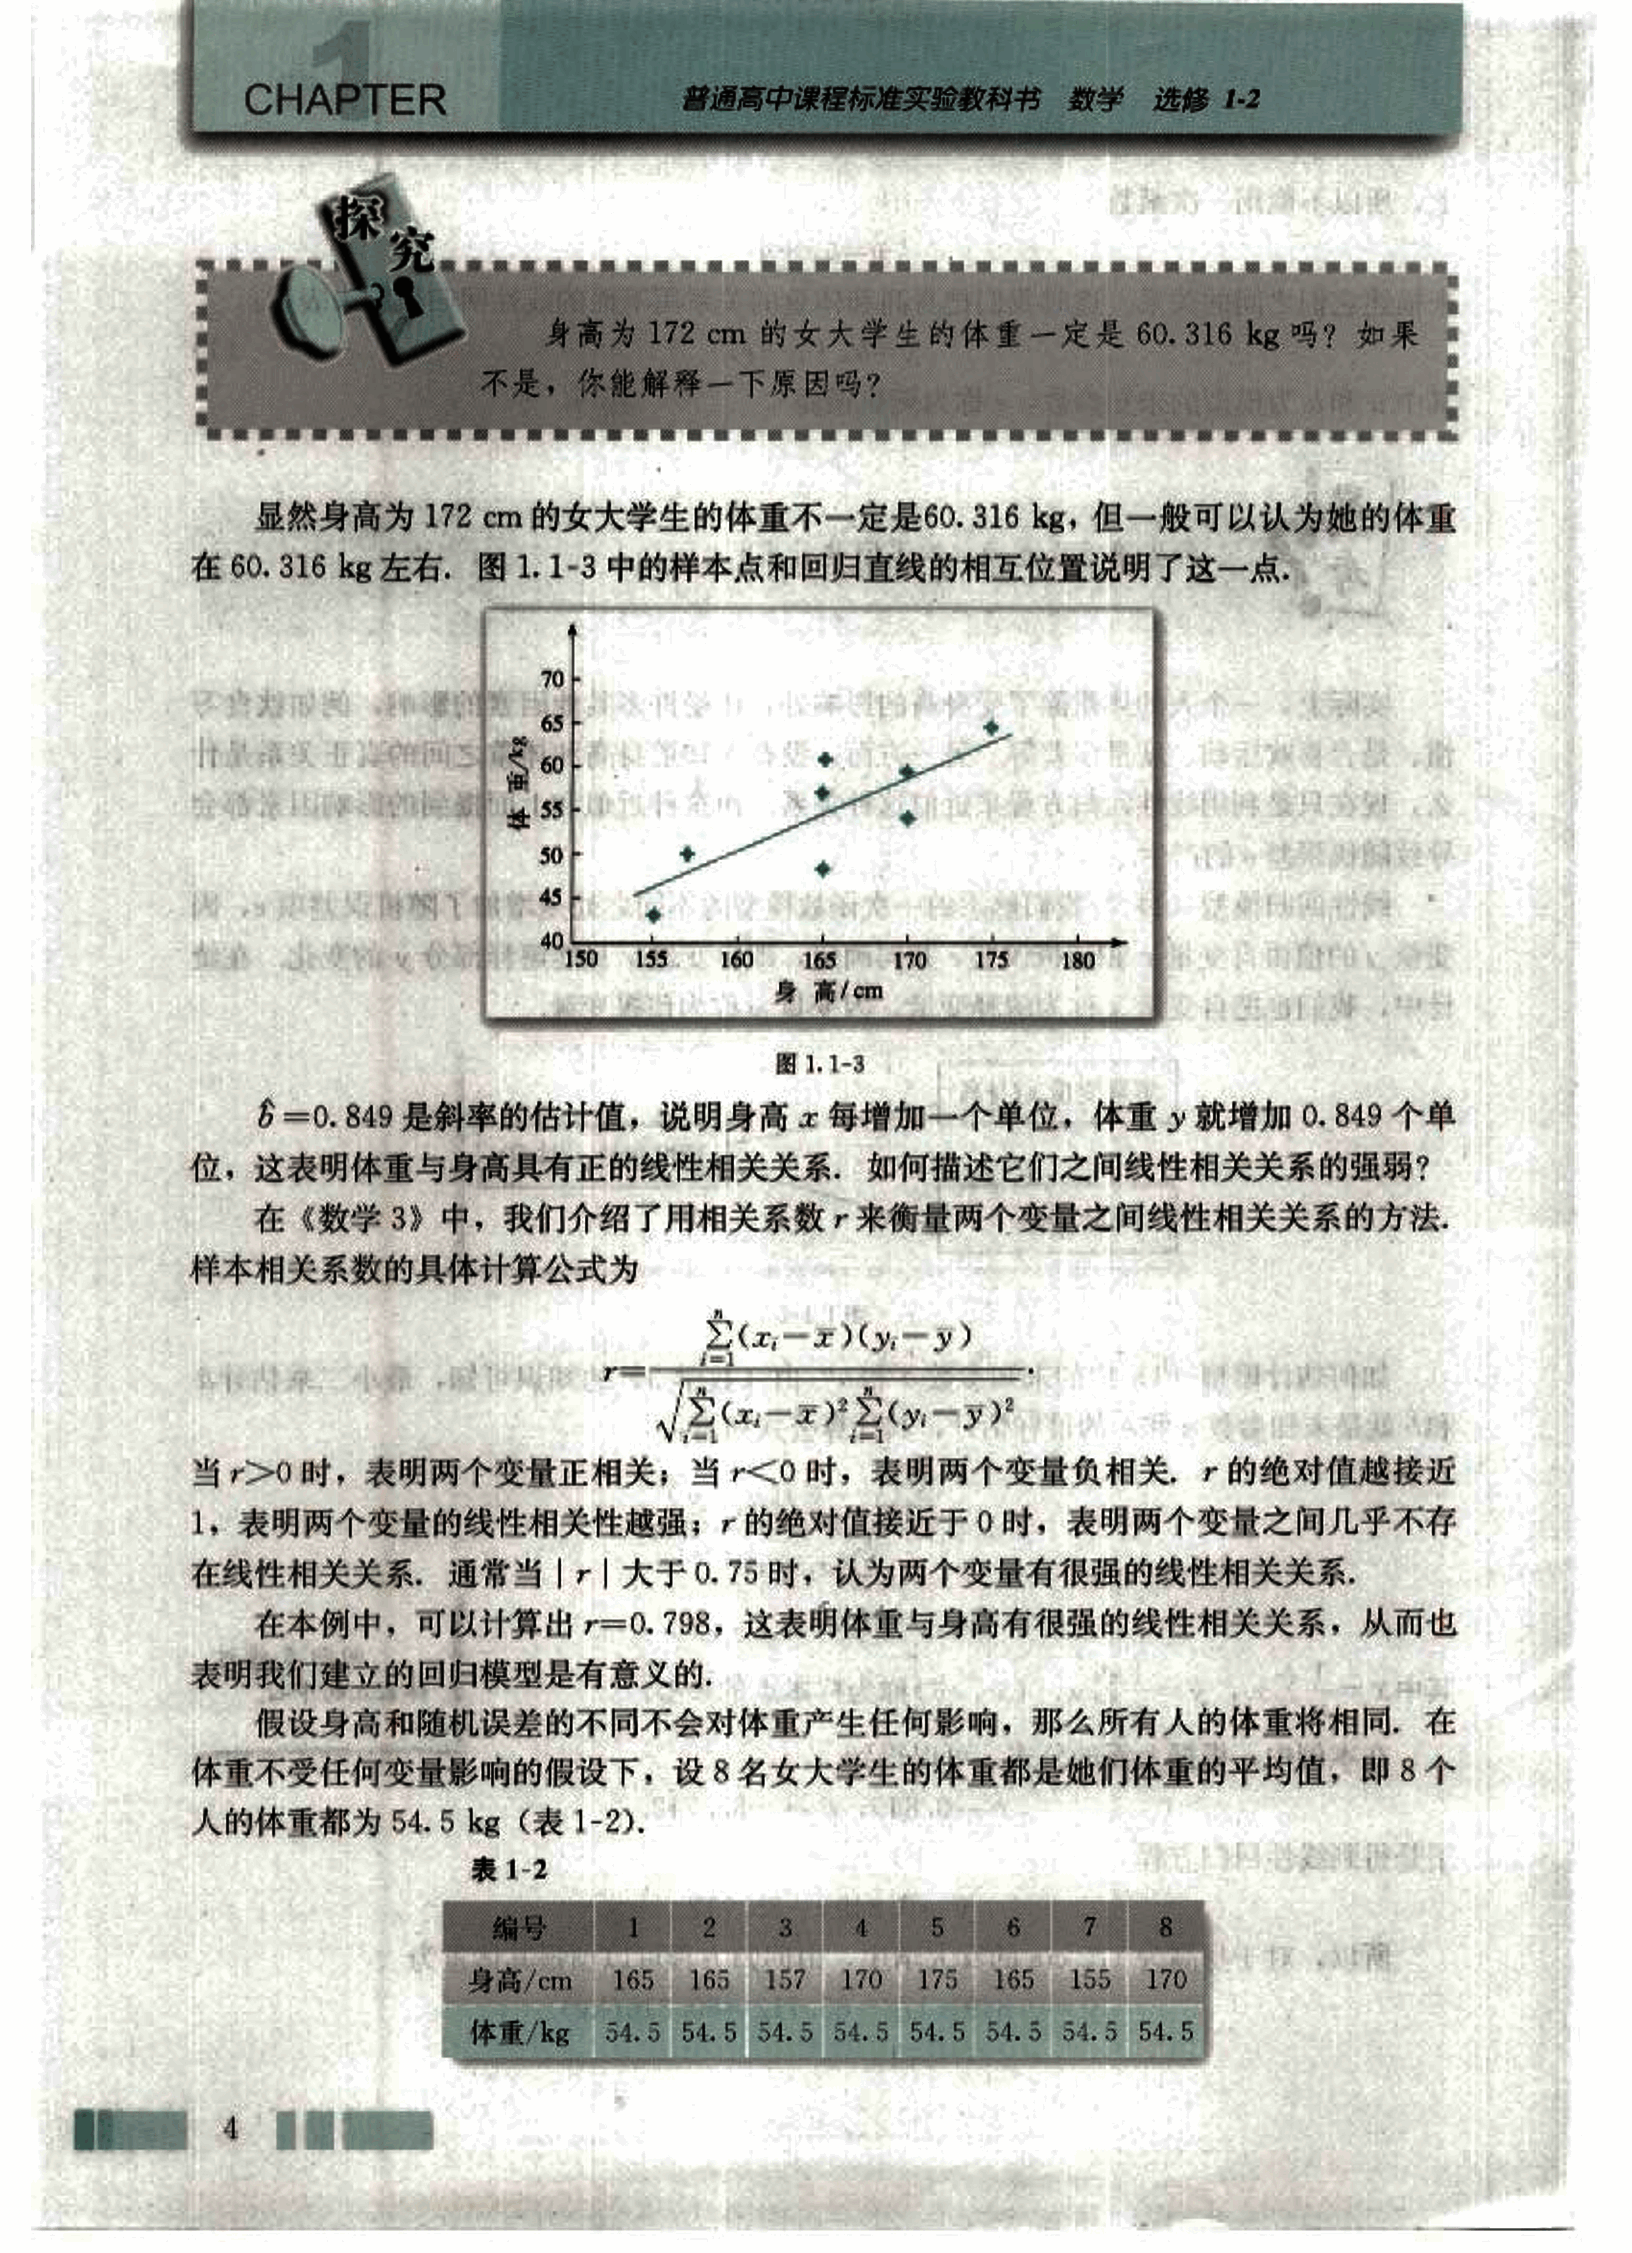 1
CHAPTER
普通高中课程标准实验教科书 数学 选修 1-2
探究
身高为 172 cm 的女大学生的体重一定是 60.316 kg 吗？如果
不是，你能解释一下原因吗？
显然身高为 172 cm 的女大学生的体重不一定是60.316 kg，但一般可以认为她的体重
在 60.316 kg 左右. 图 1.1-3 中的样本点和回归直线的相互位置说明了这一点.
70
65
60
55
50
45
40
体 重/kg
150 155 160 165 170 175 180
身 高/cm
图 1.1-3
b̂=0.849 是斜率的估计值，说明身高 x 每增加一个单位，体重 y 就增加 0.849 个单
位，这表明体重与身高具有正的线性相关关系. 如何描述它们之间线性相关关系的强弱？
在《数学 3》中，我们介绍了用相关系数 r 来衡量两个变量之间线性相关关系的方法.
样本相关系数的具体计算公式为
r=\frac{\sum_{i=1}^{n}(x_i-\bar{x})(y_i-\bar{y})}{\sqrt{\sum_{i=1}^{n}(x_i-\bar{x})^2\sum_{i=1}^{n}(y_i-\bar{y})^2}}.
当 r>0 时，表明两个变量正相关；当 r<0 时，表明两个变量负相关. r 的绝对值越接近
1，表明两个变量的线性相关性越强；r 的绝对值接近于 0 时，表明两个变量之间几乎不存
在线性相关关系. 通常当|r|大于 0.75 时，认为两个变量有很强的线性相关关系.
在本例中，可以计算出 r=0.798，这表明体重与身高有很强的线性相关关系，从而也
表明我们建立的回归模型是有意义的.
假设身高和随机误差的不同不会对体重产生任何影响，那么所有人的体重将相同. 在
体重不受任何变量影响的假设下，设 8 名女大学生的体重都是她们体重的平均值，即 8 个
人的体重都为 54.5 kg（表 1-2）.
表 1-2
编号 1 2 3 4 5 6 7 8
身高/cm 165 165 157 170 175 165 155 170
体重/kg 54.5 54.5 54.5 54.5 54.5 54.5 54.5 54.5
4